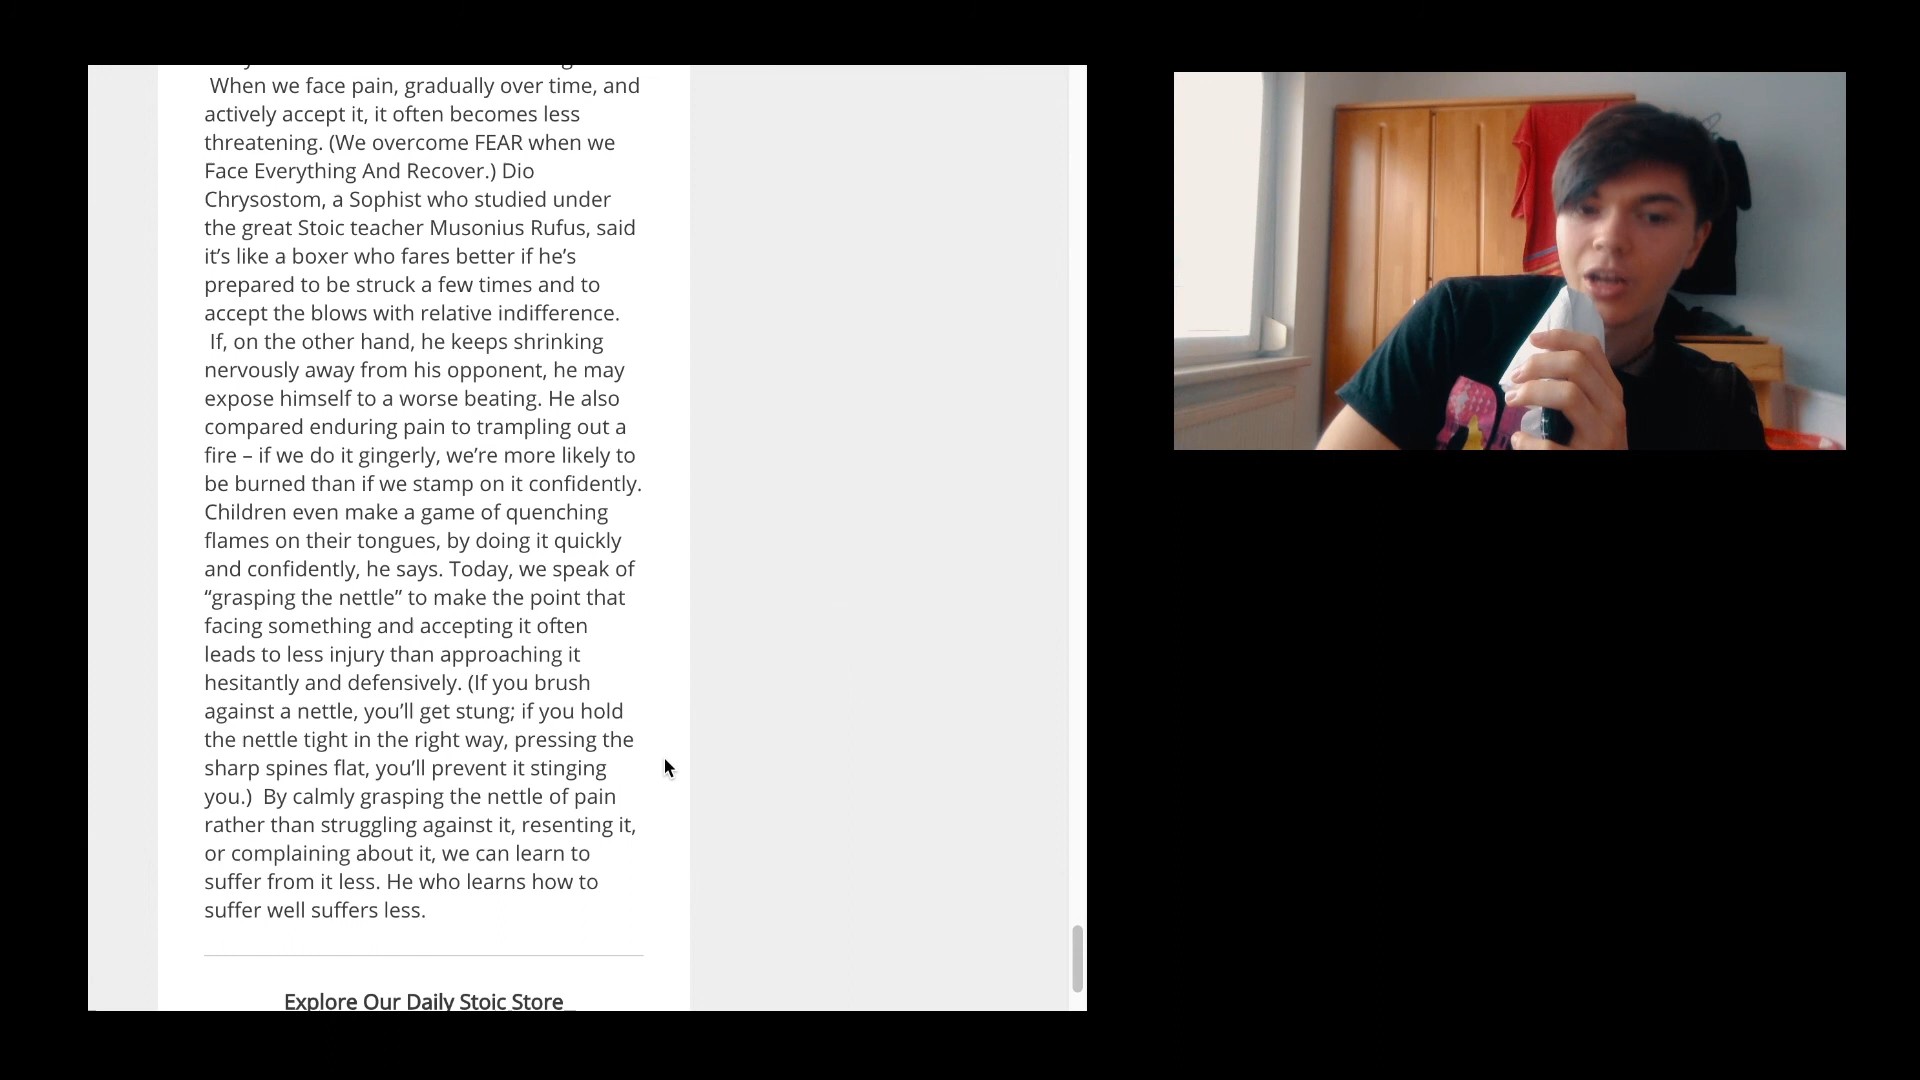 When we face pain, gradually over time, and
actively accept it, it often becomes less
threatening. (We overcome FEAR when we
Face Everything And Recover.) Dio
Chrysostom, a Sophist who studied under
the great Stoic teacher Musonius Rufus, said
it’s like a boxer who fares better if he’s
prepared to be struck a few times and to
accept the blows with relative indifference.
If, on the other hand, he keeps shrinking
nervously away from his opponent, he may
expose himself to a worse beating. He also
compared enduring pain to trampling out a
fire – if we do it gingerly, we’re more likely to
be burned than if we stamp on it confidently.
Children even make a game of quenching
flames on their tongues, by doing it quickly
and confidently, he says. Today, we speak of
“grasping the nettle” to make the point that
facing something and accepting it often
leads to less injury than approaching it
hesitantly and defensively. (If you brush
against a nettle, you’ll get stung; if you hold
the nettle tight in the right way, pressing the
sharp spines flat, you’ll prevent it stinging
you.)  By calmly grasping the nettle of pain
rather than struggling against it, resenting it,
or complaining about it, we can learn to
suffer from it less. He who learns how to
suffer well suffers less.
Explore Our Daily Stoic Store